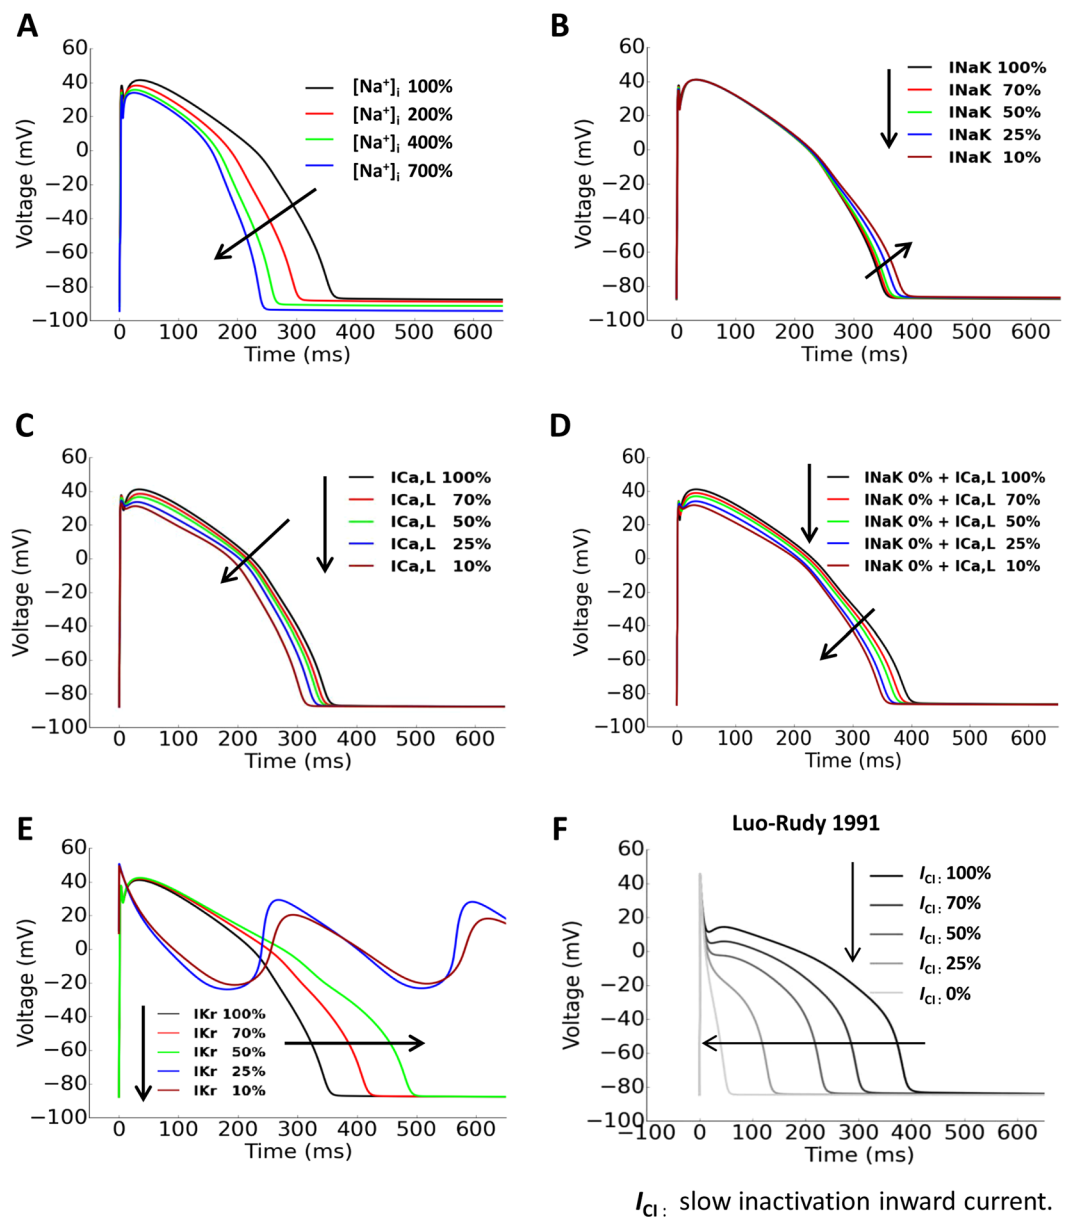 A
60
40
20
0
−20
−40
−60
−80
−100
Voltage (mV)
0 100 200 300 400 500 600
Time (ms)
[Na⁺]ᵢ 100%
[Na⁺]ᵢ 200%
[Na⁺]ᵢ 400%
[Na⁺]ᵢ 700%
B
60
40
20
0
−20
−40
−60
−80
−100
Voltage (mV)
0 100 200 300 400 500 600
Time (ms)
INaK 100%
INaK 70%
INaK 50%
INaK 25%
INaK 10%
C
60
40
20
0
−20
−40
−60
−80
−100
Voltage (mV)
0 100 200 300 400 500 600
Time (ms)
ICa,L 100%
ICa,L 70%
ICa,L 50%
ICa,L 25%
ICa,L 10%
D
60
40
20
0
−20
−40
−60
−80
−100
Voltage (mV)
0 100 200 300 400 500 600
Time (ms)
INaK 0% + ICa,L 100%
INaK 0% + ICa,L 70%
INaK 0% + ICa,L 50%
INaK 0% + ICa,L 25%
INaK 0% + ICa,L 10%
E
60
40
20
0
−20
−40
−60
−80
−100
Voltage (mV)
0 100 200 300 400 500 600
Time (ms)
IKr 100%
IKr 70%
IKr 50%
IKr 25%
IKr 10%
F
Luo-Rudy 1991
60
40
20
0
−20
−40
−60
−80
−100
Voltage (mV)
−100 0 100 200 300 400 500 600
Time (ms)
ICI : 100%
ICI : 70%
ICI : 50%
ICI : 25%
ICI : 0%
ICI : slow inactivation inward current.